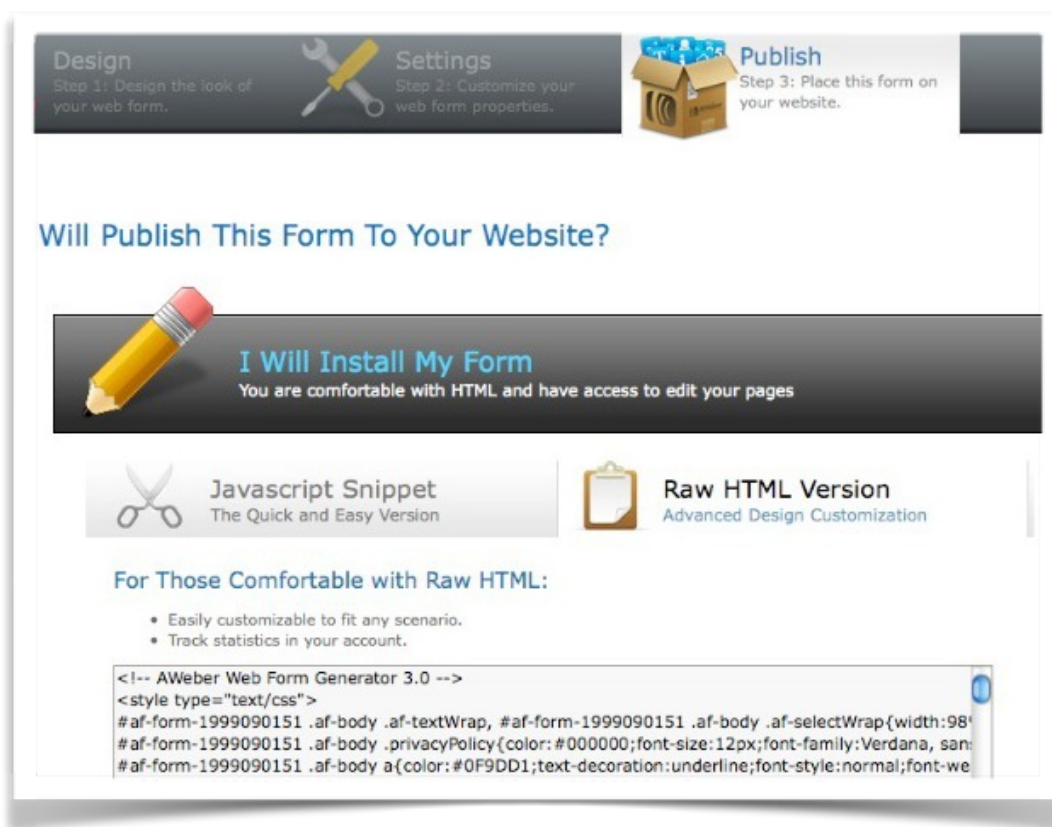 Design
Step 1: Design the look of
your web form.
Settings
Step 2: Customize your
web form properties.
Publish
Step 3: Place this form on
your website.
Will Publish This Form To Your Website?
I Will Install My Form
You are comfortable with HTML and have access to edit your pages
Javascript Snippet
The Quick and Easy Version
Raw HTML Version
Advanced Design Customization
For Those Comfortable with Raw HTML:
• Easily customizable to fit any scenario.
• Track statistics in your account.
<!-- AWeber Web Form Generator 3.0 -->
<style type="text/css">
#af-form-1999090151 .af-body .af-textWrap, #af-form-1999090151 .af-body .af-selectWrap{width:98%
#af-form-1999090151 .af-body .privacyPolicy{color:#000000;font-size:12px;font-family:Verdana, sans
#af-form-1999090151 .af-body a{color:#0F9DD1;text-decoration:underline;font-style:normal;font-we